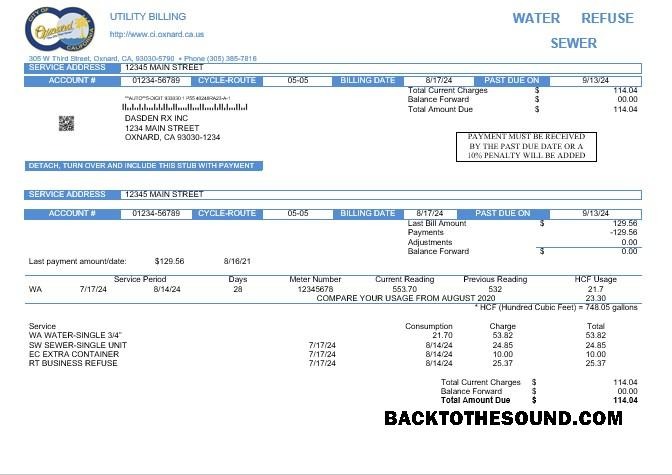 CITY OF
Oxnard
CALIFORNIA
UTILITY BILLING
http://www.ci.oxnard.ca.us
WATER REFUSE
SEWER
305 W Third Street, Oxnard, CA, 93030-5790 • Phone (305) 385-7816
SERVICE ADDRESS 12345 MAIN STREET
ACCOUNT # 01234-56789 CYCLE-ROUTE 05-05 BILLING DATE 8/17/24 PAST DUE ON 9/13/24
Total Current Charges $ 114.04
Balance Forward $ 00.00
Total Amount Due $ 114.04
DASDEN RX INC
1234 MAIN STREET
OXNARD, CA 93030-1234
PAYMENT MUST BE RECEIVED
BY THE PAST DUE DATE OR A
10% PENALTY WILL BE ADDED
DETACH, TURN OVER AND INCLUDE THIS STUB WITH PAYMENT
SERVICE ADDRESS 12345 MAIN STREET
ACCOUNT # 01234-56789 CYCLE-ROUTE 05-05 BILLING DATE 8/17/24 PAST DUE ON 9/13/24
Last Bill Amount $ 129.56
Payments -129.56
Adjustments 0.00
Balance Forward $ 0.00
Last payment amount/date: $129.56 8/16/21
Service Period Days Meter Number Current Reading Previous Reading HCF Usage
WA 7/17/24 8/14/24 28 12345678 553.70 532 21.7
COMPARE YOUR USAGE FROM AUGUST 2020 23.30
* HCF (Hundred Cubic Feet) = 748.05 gallons
Service Consumption Charge Total
WA WATER-SINGLE 3/4" 21.70 53.82 53.82
SW SEWER-SINGLE UNIT 7/17/24 8/14/24 24.85 24.85
EC EXTRA CONTAINER 7/17/24 8/14/24 10.00 10.00
RT BUSINESS REFUSE 7/17/24 8/14/24 25.37 25.37
Total Current Charges $ 114.04
Balance Forward $ 00.00
Total Amount Due $ 114.04
BACKTOTHESOUND.COM